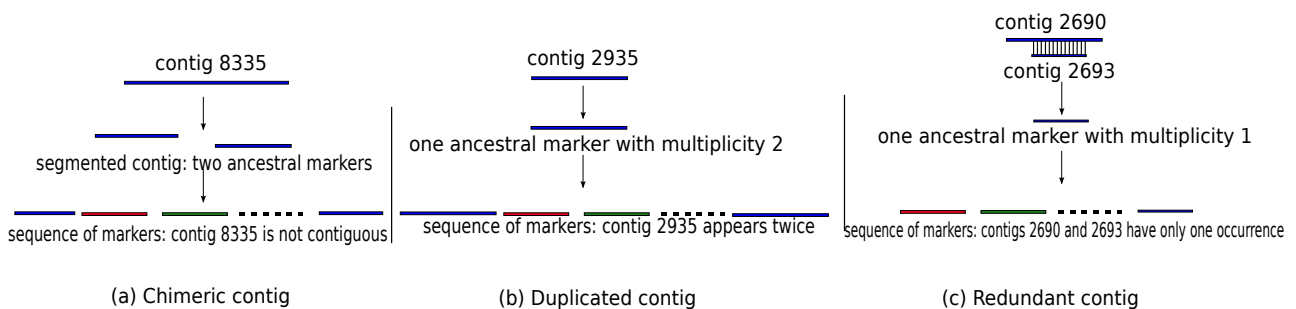 contig 8335
segmented contig: two ancestral markers
sequence of markers: contig 8335 is not contiguous
(a) Chimeric contig
contig 2935
one ancestral marker with multiplicity 2
sequence of markers: contig 2935 appears twice
(b) Duplicated contig
contig 2690
contig 2693
one ancestral marker with multiplicity 1
sequence of markers: contigs 2690 and 2693 have only one occurrence
(c) Redundant contig